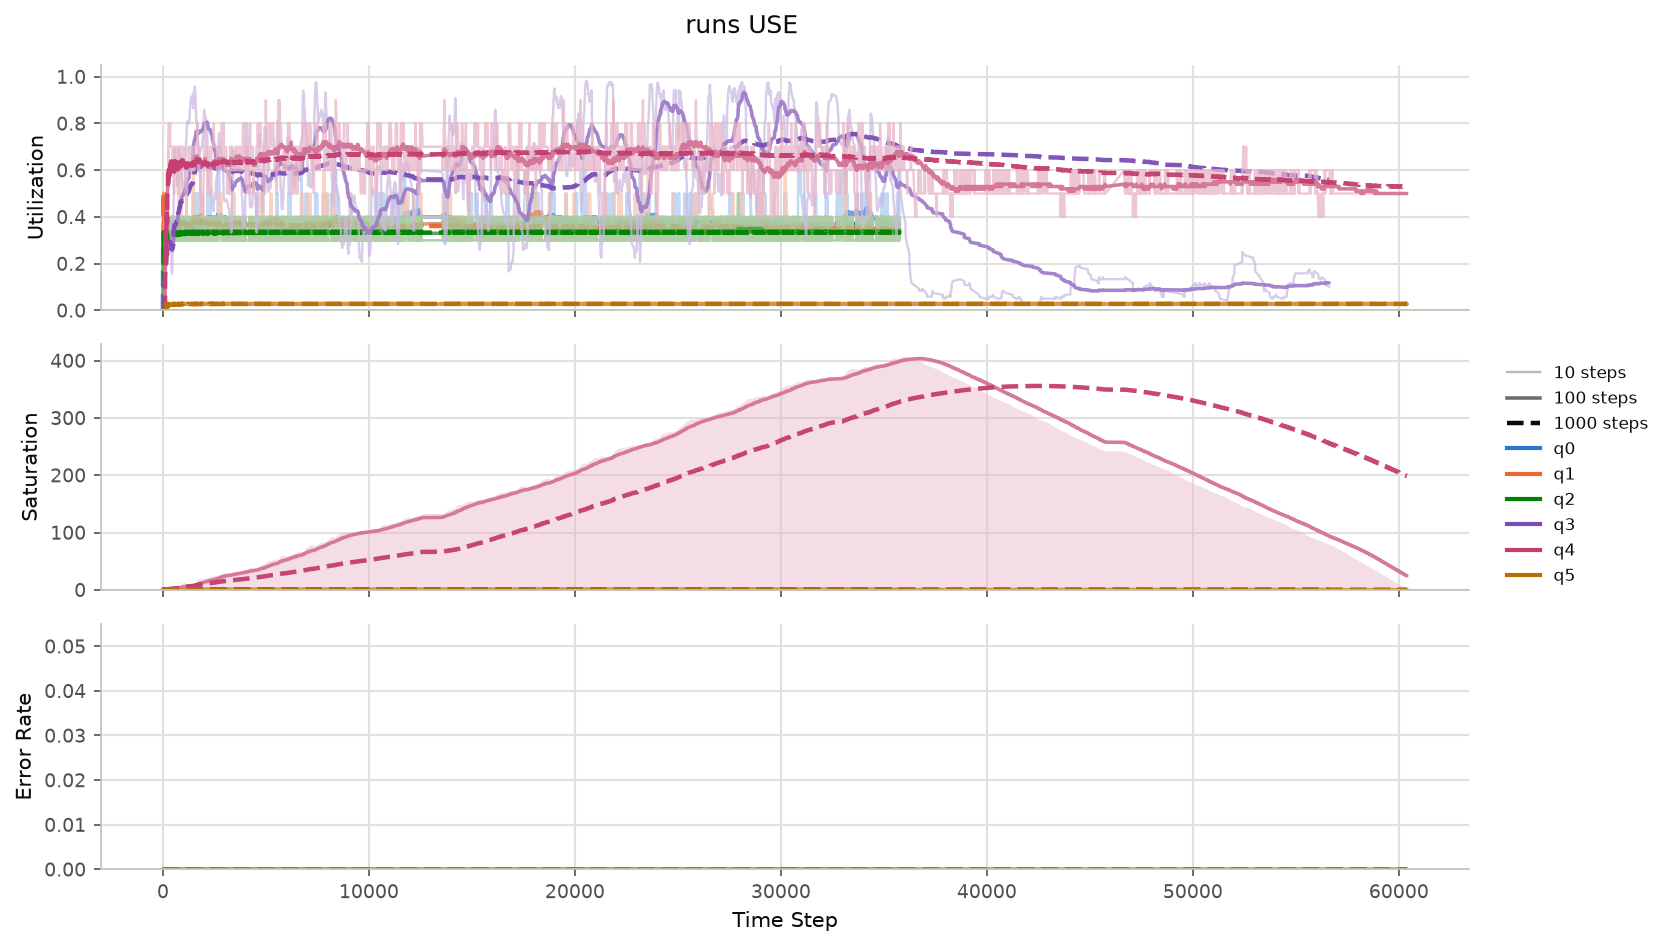 runs USE
Utilization
1.0
0.8
0.6
0.4
0.2
0.0
Saturation
400
300
200
100
0
Error Rate
0.05
0.04
0.03
0.02
0.01
0.00
0 10000 20000 30000 40000 50000 60000
Time Step
10 steps
100 steps
1000 steps
q0
q1
q2
q3
q4
q5